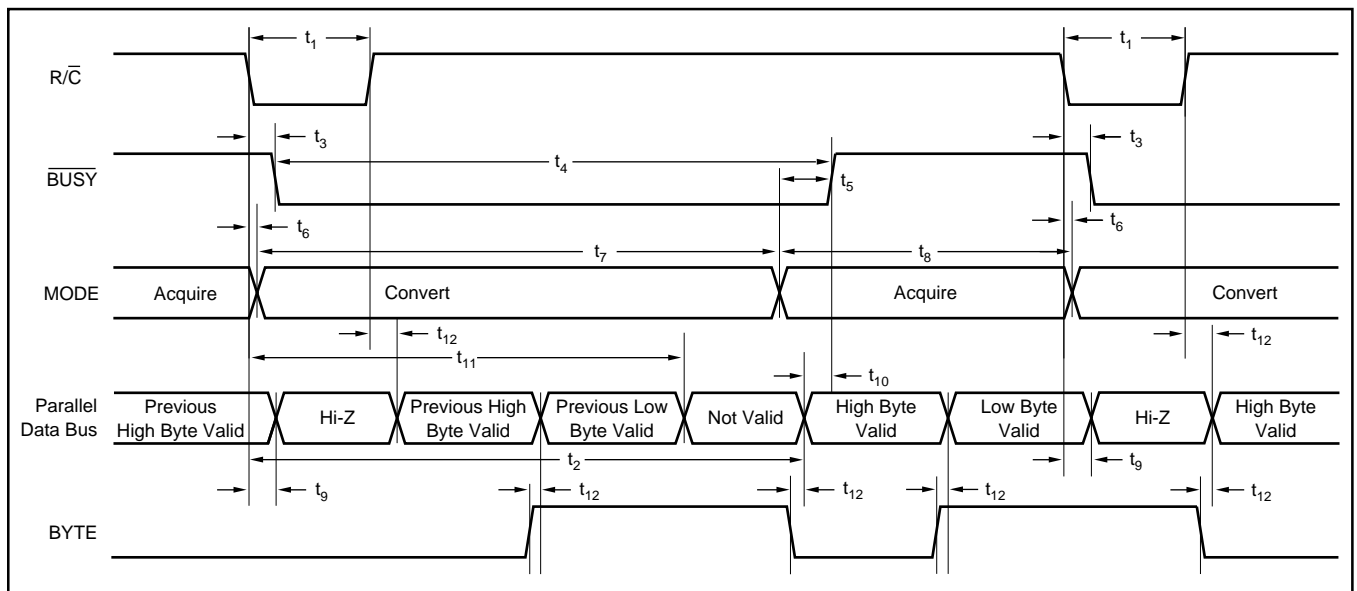 t1 t1
R/C̅
t3 t3
t4
B̅U̅S̅Y̅ t5
t6 t6
t7 t8
MODE Acquire Convert Acquire Convert
t12 t12
t11
t10
Parallel Data Bus
Previous High Byte Valid
Hi-Z
Previous High Byte Valid
Previous Low Byte Valid
Not Valid
High Byte Valid
Low Byte Valid
Hi-Z
High Byte Valid
t2
t9 t9
t12 t12 t12 t12
BYTE